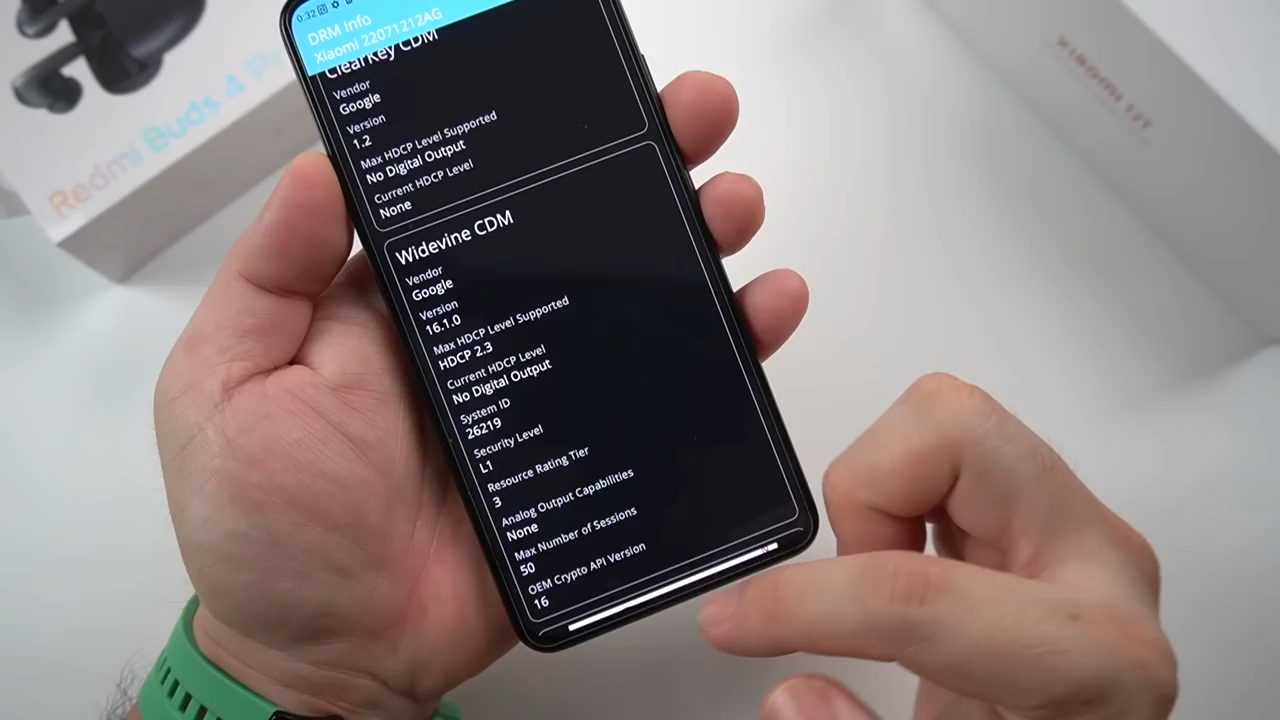 0:32
DRM Info
Xiaomi 22071212AG
ClearKey CDM
Vendor
Google
Version
1.2
Max HDCP Level Supported
No Digital Output
Current HDCP Level
None
Widevine CDM
Vendor
Google
Version
16.1.0
Max HDCP Level Supported
HDCP 2.3
Current HDCP Level
No Digital Output
System ID
26219
Security Level
L1
Resource Rating Tier
3
Analog Output Capabilities
None
Max Number of Sessions
50
OEM Crypto API Version
16
Redmi Buds 4 Pro
XIAOMI 12T